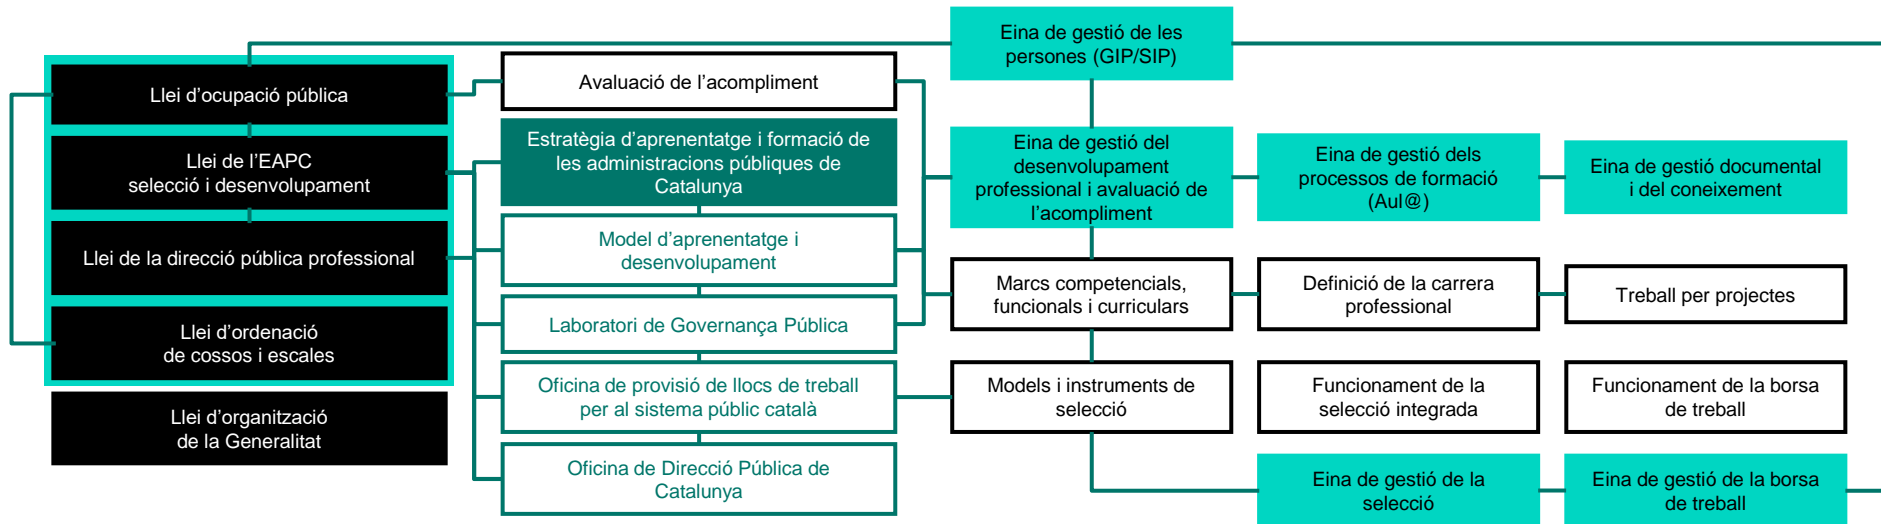 Llei d’ocupació pública
Llei de l’EAPC
selecció i desenvolupament
Llei de la direcció pública professional
Llei d’ordenació
de cossos i escales
Llei d’organització
de la Generalitat
Avaluació de l’acompliment
Estratègia d’aprenentatge i formació de
les administracions públiques de
Catalunya
Model d’aprenentatge i
desenvolupament
Laboratori de Governança Pública
Oficina de provisió de llocs de treball
per al sistema públic català
Oficina de Direcció Pública de
Catalunya
Eina de gestió de les
persones (GIP/SIP)
Eina de gestió del
desenvolupament
professional i avaluació de
l’acompliment
Eina de gestió dels
processos de formació
(Aul@)
Eina de gestió documental
i del coneixement
Marcs competencials,
funcionals i curriculars
Definició de la carrera
professional
Treball per projectes
Models i instruments de
selecció
Funcionament de la
selecció integrada
Funcionament de la borsa
de treball
Eina de gestió de la
selecció
Eina de gestió de la borsa
de treball